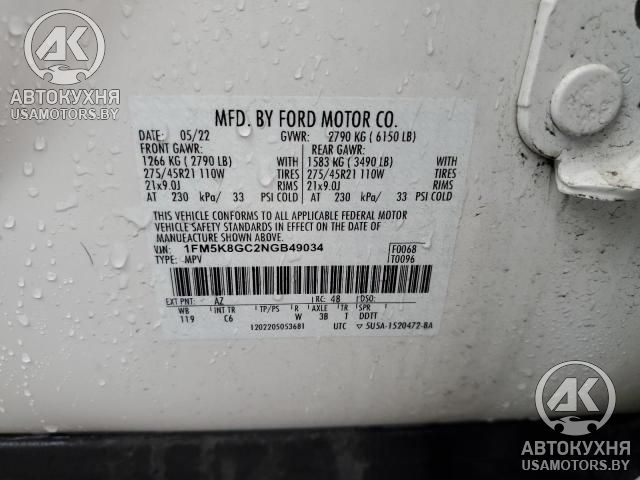 AK
АВТОКУХНЯ
USAMOTORS.BY
MFD. BY FORD MOTOR CO.
DATE: 05/22 GVWR: 2790 KG ( 6150 LB)
FRONT GAWR: REAR GAWR:
1266 KG ( 2790 LB) WITH 1583 KG ( 3490 LB) WITH
275/45R21 110W TIRES 275/45R21 110W TIRES
21x9.0J RIMS 21x9.0J RIMS
AT 230 kPa/ 33 PSI COLD AT 230 kPa/ 33 PSI COLD
THIS VEHICLE CONFORMS TO ALL APPLICABLE FEDERAL MOTOR
VEHICLE SAFETY STANDARDS IN EFFECT ON THE DATE OF
MANUFACTURE SHOWN ABOVE.
VIN: 1FM5K8GC2NGB49034 F0068
TYPE: MPV T0096
EXT PNT: AZ RC: 48 DSO:
WB INT TR TP/PS R AXLE TR SPR
119 C6 W 3B 1 DDTT
1202205053681 UTC 5U5A-1520472-BA
AK
АВТОКУХНЯ
USAMOTORS.BY